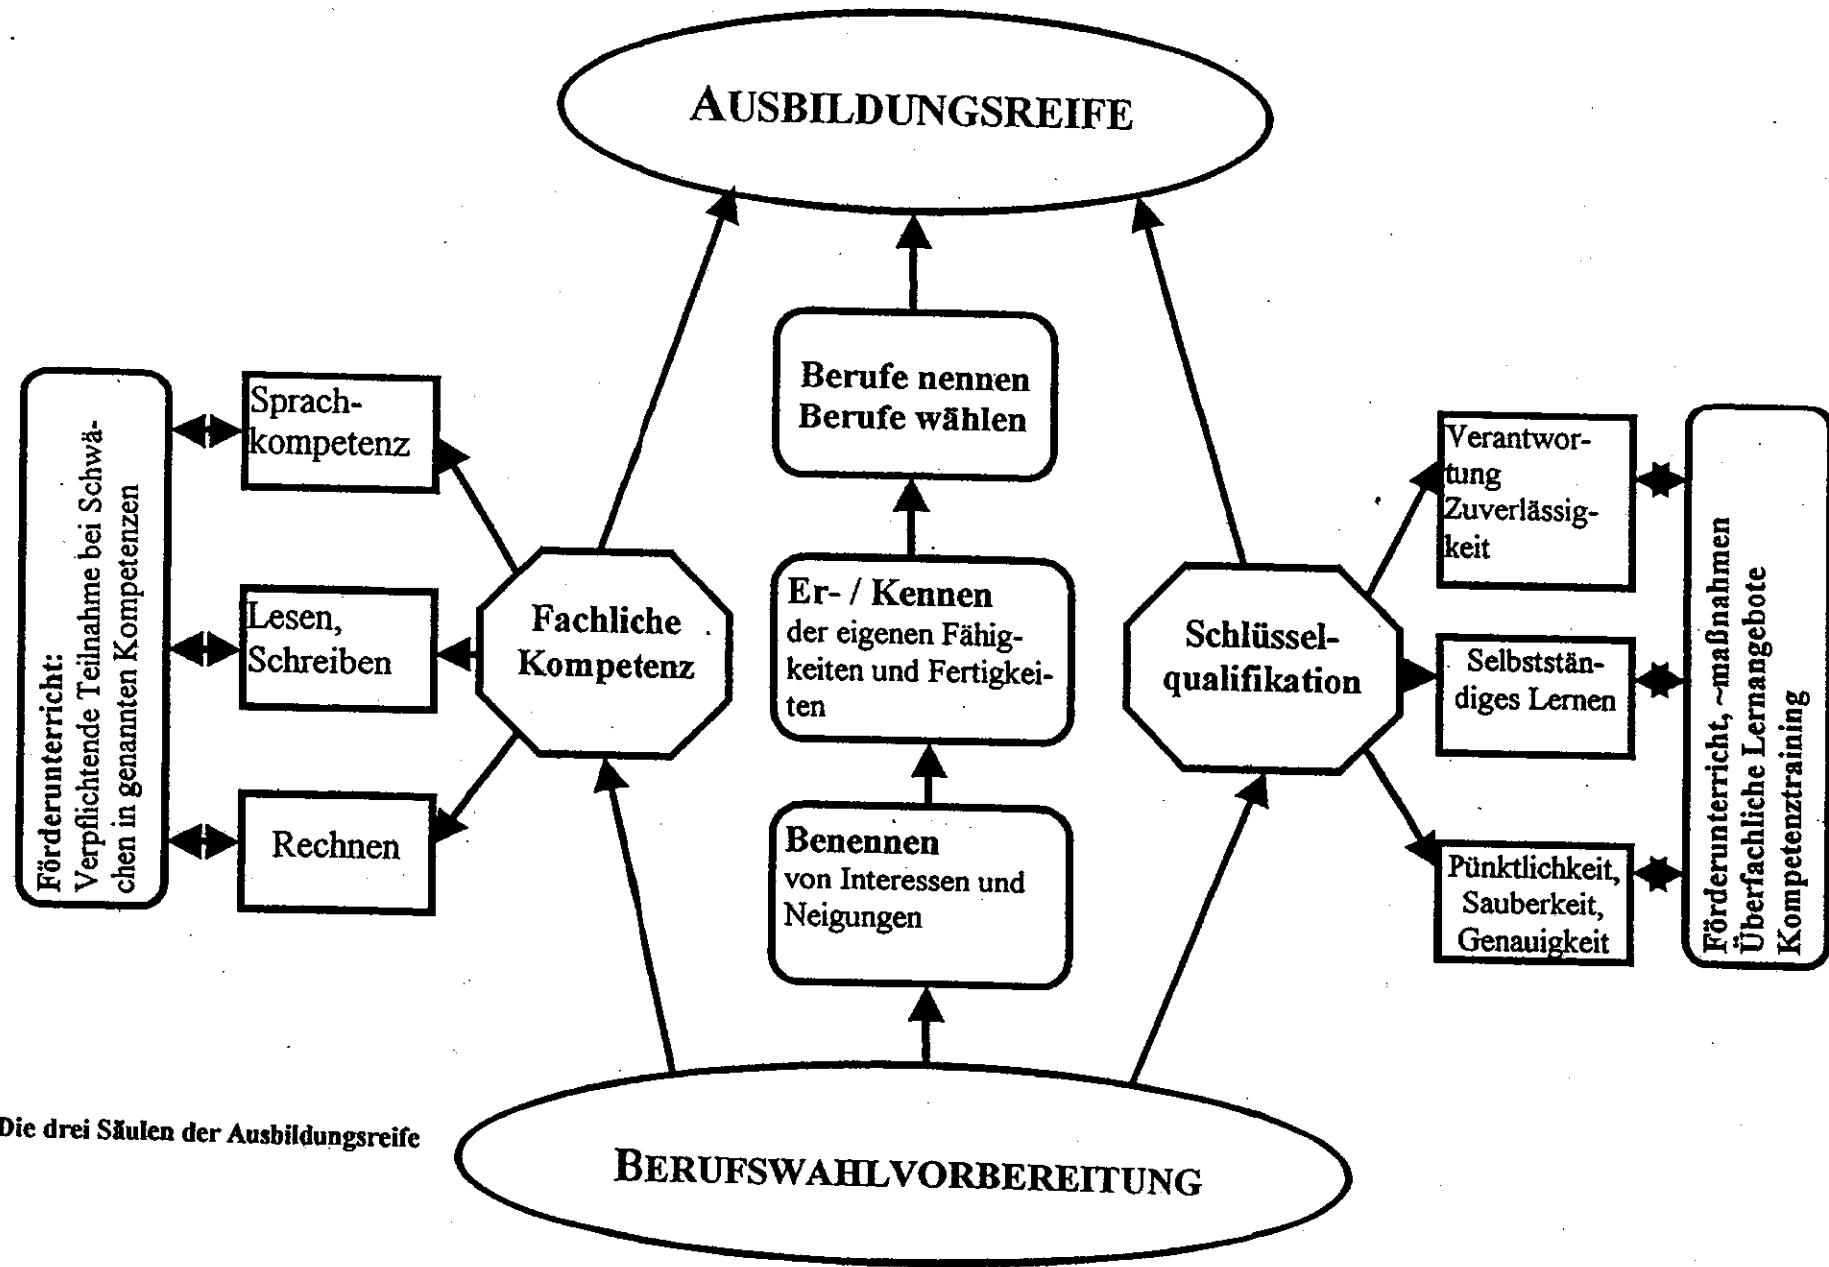 AUSBILDUNGSREIFE
Berufe nennen
Berufe wählen
Er- / Kennen
der eigenen Fähig-
keiten und Fertigkei-
ten
Benennen
von Interessen und
Neigungen
Förderunterricht:
Verpflichtende Teilnahme bei Schwä-
chen in genannten Kompetenzen
Sprach-
kompetenz
Lesen,
Schreiben
Rechnen
Fachliche
Kompetenz
Schlüssel-
qualifikation
Verantwor-
tung
Zuverlässig-
keit
Selbststän-
diges Lernen
Pünktlichkeit,
Sauberkeit,
Genauigkeit
Förderunterricht, ~maßnahmen
Überfachliche Lernangebote
Kompetenztraining
Die drei Säulen der Ausbildungsreife
BERUFSWAHLVORBEREITUNG